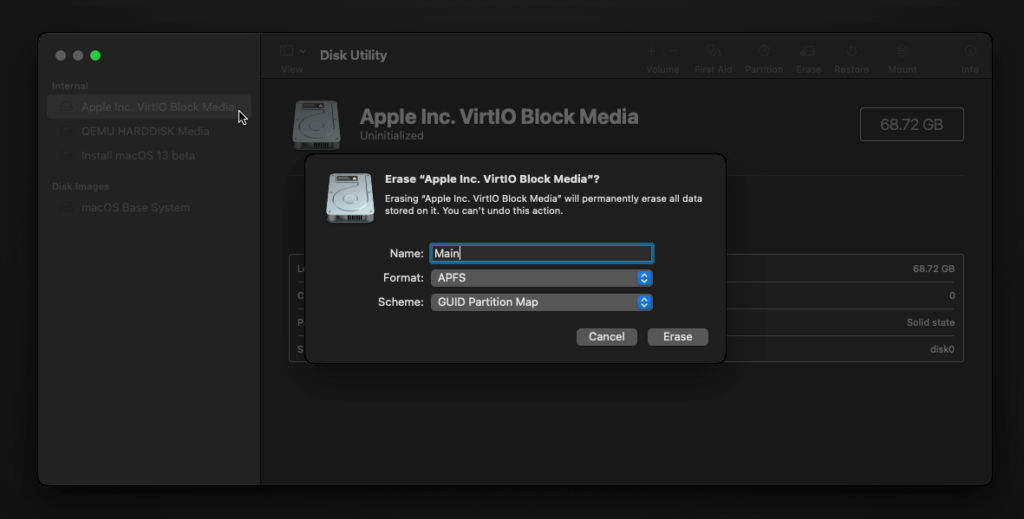 Disk Utility
View
Volume
First Aid
Partition
Erase
Restore
Mount
Info
Internal
Apple Inc. VirtIO Block Media
QEMU HARDDISK Media
Install macOS 13 beta
Disk Images
macOS Base System
Apple Inc. VirtIO Block Media
Uninitialized
68.72 GB
Erase “Apple Inc. VirtIO Block Media”?
Erasing “Apple Inc. VirtIO Block Media” will permanently erase all data
stored on it. You can’t undo this action.
Name: Main
Format: APFS
Scheme: GUID Partition Map
Cancel
Erase
68.72 GB
0
Solid state
disk0